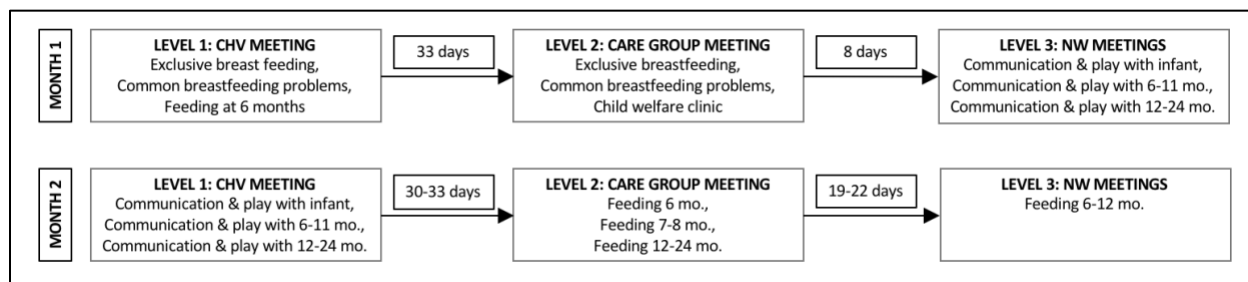 MONTH 1
LEVEL 1: CHV MEETING
Exclusive breast feeding,
Common breastfeeding problems,
Feeding at 6 months
33 days
LEVEL 2: CARE GROUP MEETING
Exclusive breastfeeding,
Common breastfeeding problems,
Child welfare clinic
8 days
LEVEL 3: NW MEETINGS
Communication & play with infant,
Communication & play with 6-11 mo.,
Communication & play with 12-24 mo.
MONTH 2
LEVEL 1: CHV MEETING
Communication & play with infant,
Communication & play with 6-11 mo.,
Communication & play with 12-24 mo.
30-33 days
LEVEL 2: CARE GROUP MEETING
Feeding 6 mo.,
Feeding 7-8 mo.,
Feeding 12-24 mo.
19-22 days
LEVEL 3: NW MEETINGS
Feeding 6-12 mo.